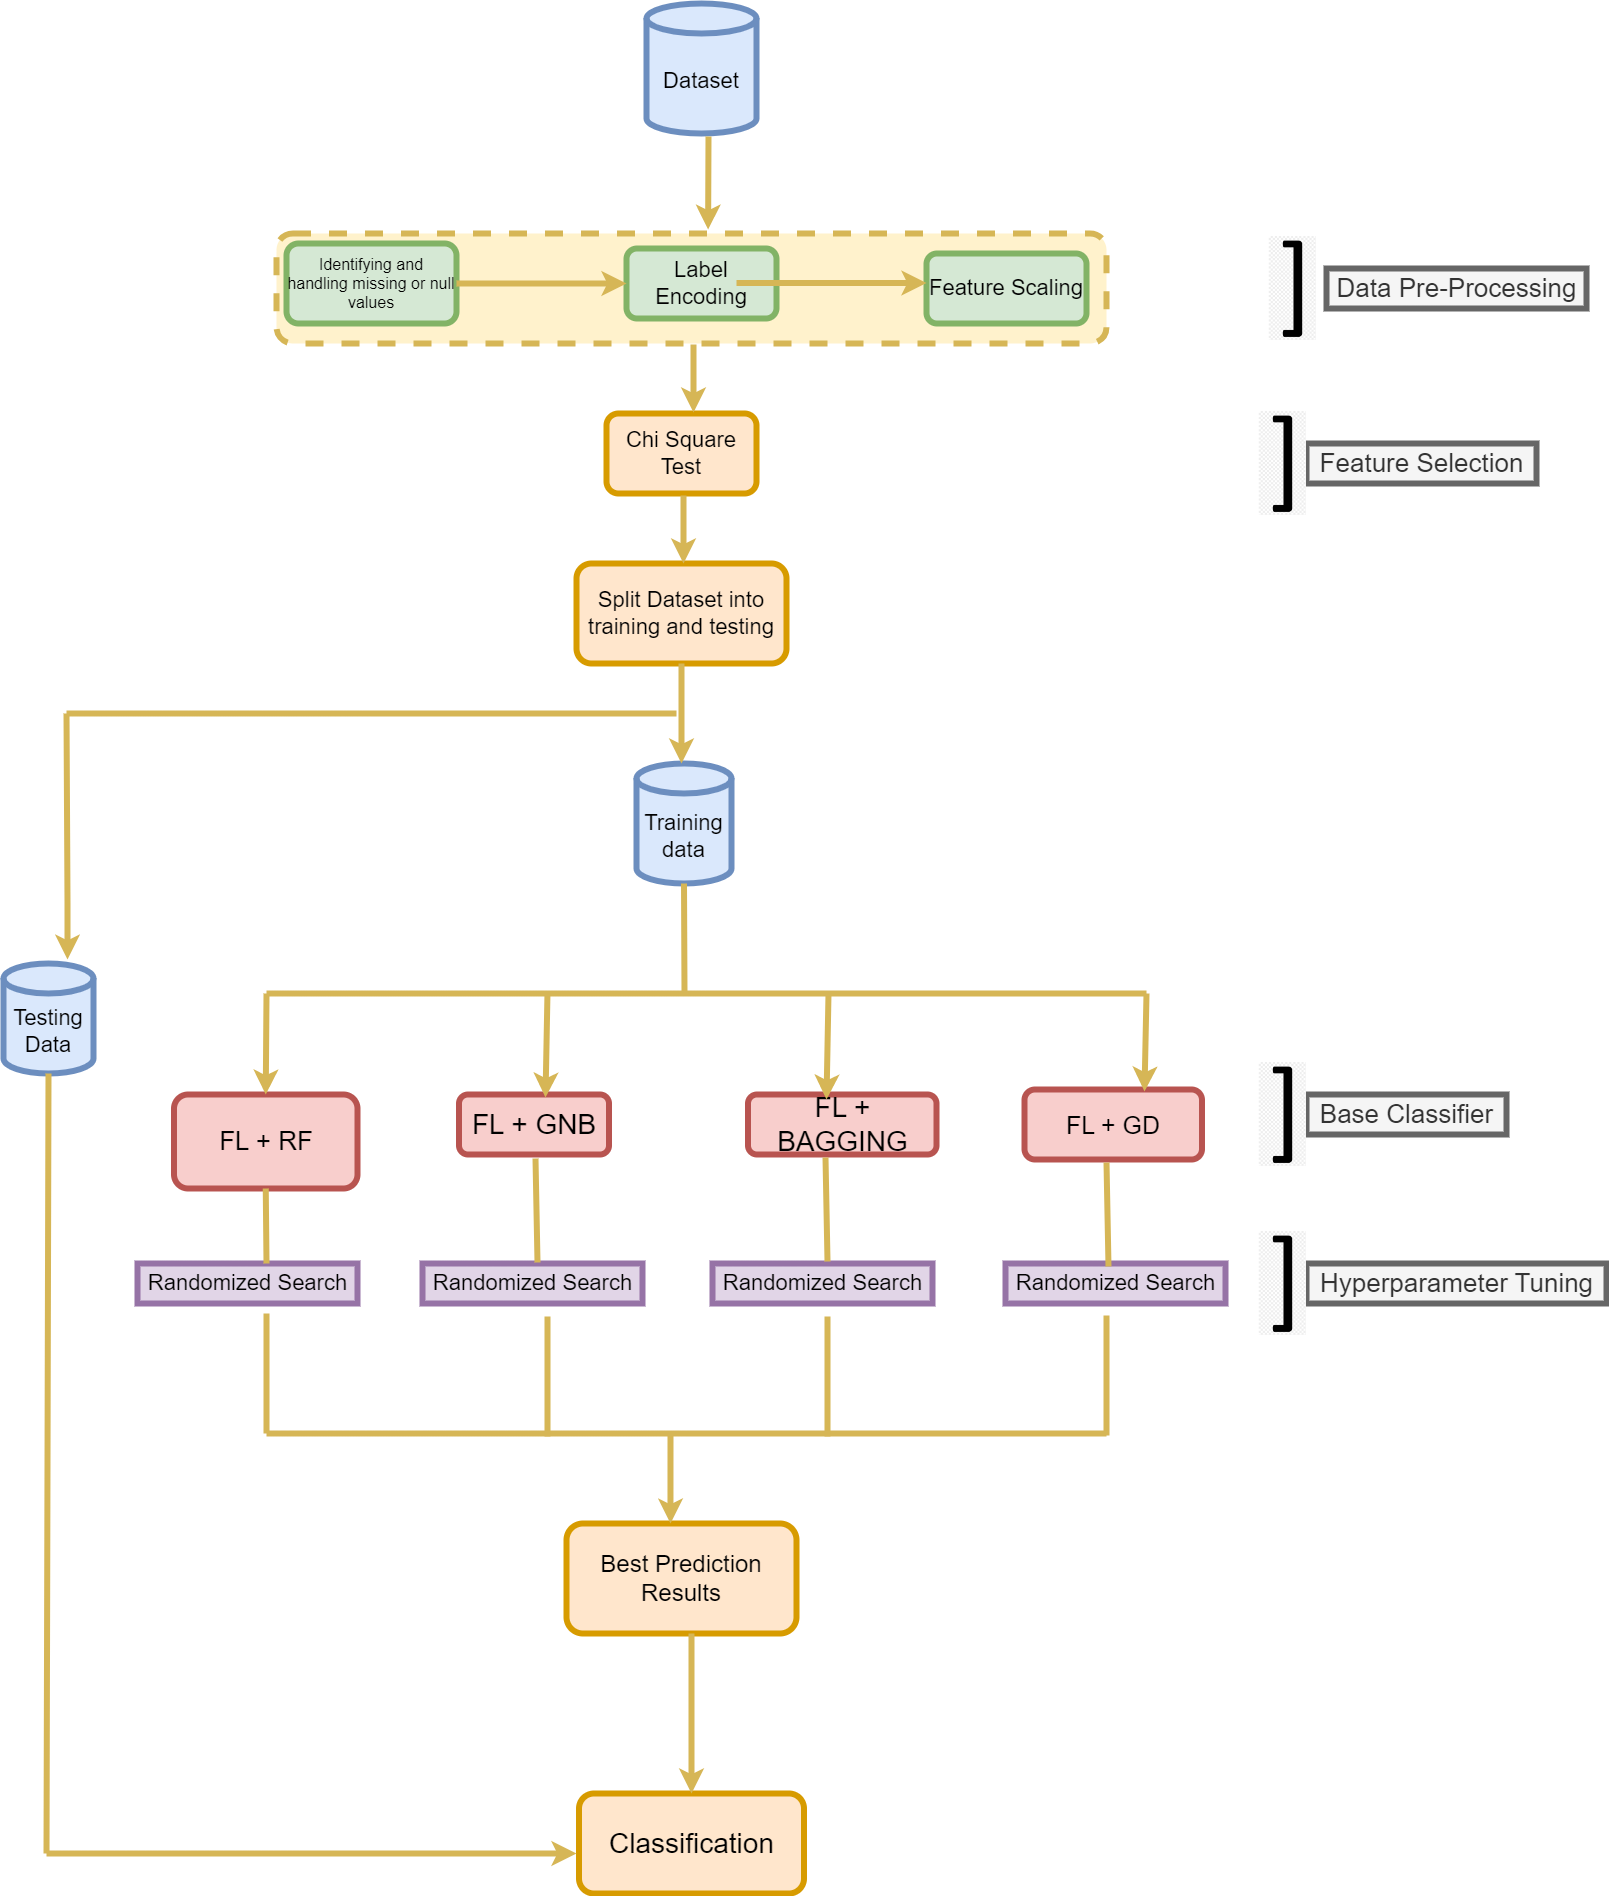 Dataset
Identifying and
handling missing or null
values
Label
Encoding
Feature Scaling
Data Pre-Processing
Chi Square
Test
Feature Selection
Split Dataset into
training and testing
Training
data
Testing
Data
FL + RF
FL + GNB
FL +
BAGGING
FL + GD
Base Classifier
Randomized Search
Randomized Search
Randomized Search
Randomized Search
Hyperparameter Tuning
Best Prediction
Results
Classification